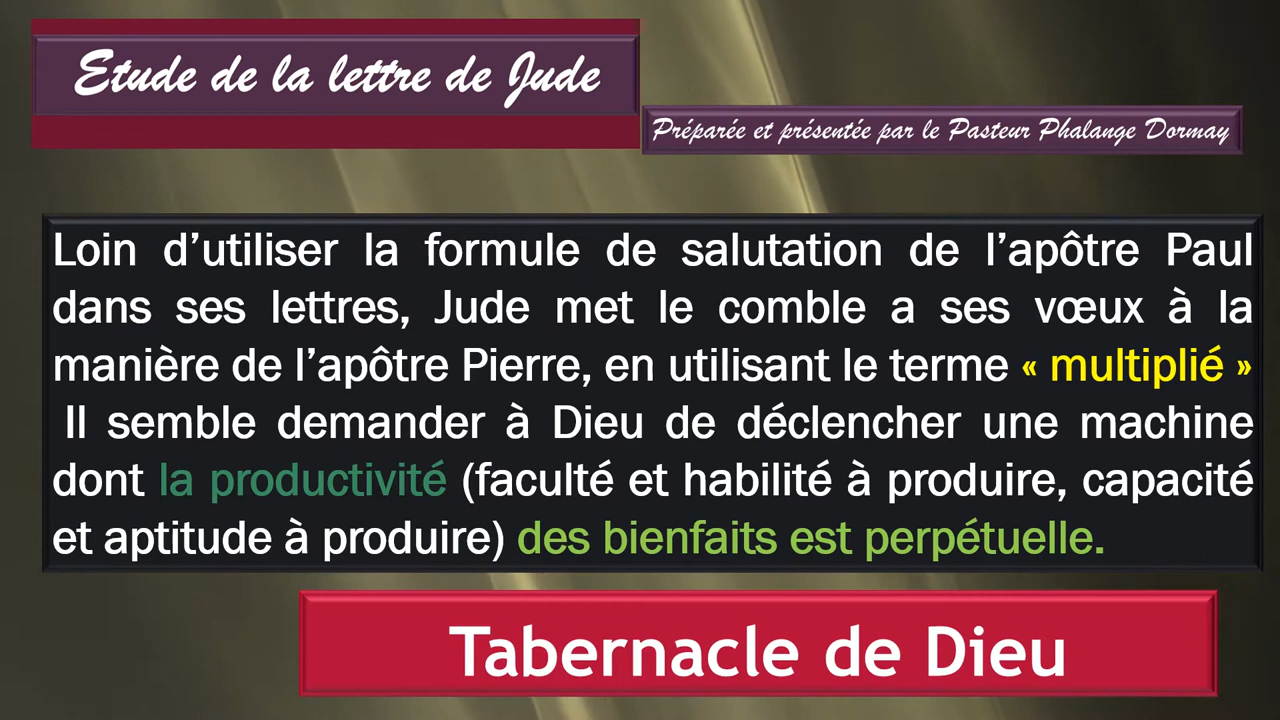 Etude de la lettre de Jude
Préparée et présentée par le Pasteur Phalange Dormay
Loin d’utiliser la formule de salutation de l’apôtre Paul
dans ses lettres, Jude met le comble a ses vœux à la
manière de l’apôtre Pierre, en utilisant le terme « multiplié »
Il semble demander à Dieu de déclencher une machine
dont la productivité (faculté et habilité à produire, capacité
et aptitude à produire) des bienfaits est perpétuelle.
Tabernacle de Dieu